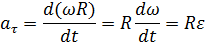 a_τ = d(ωR)/dt = R dω/dt = Rε